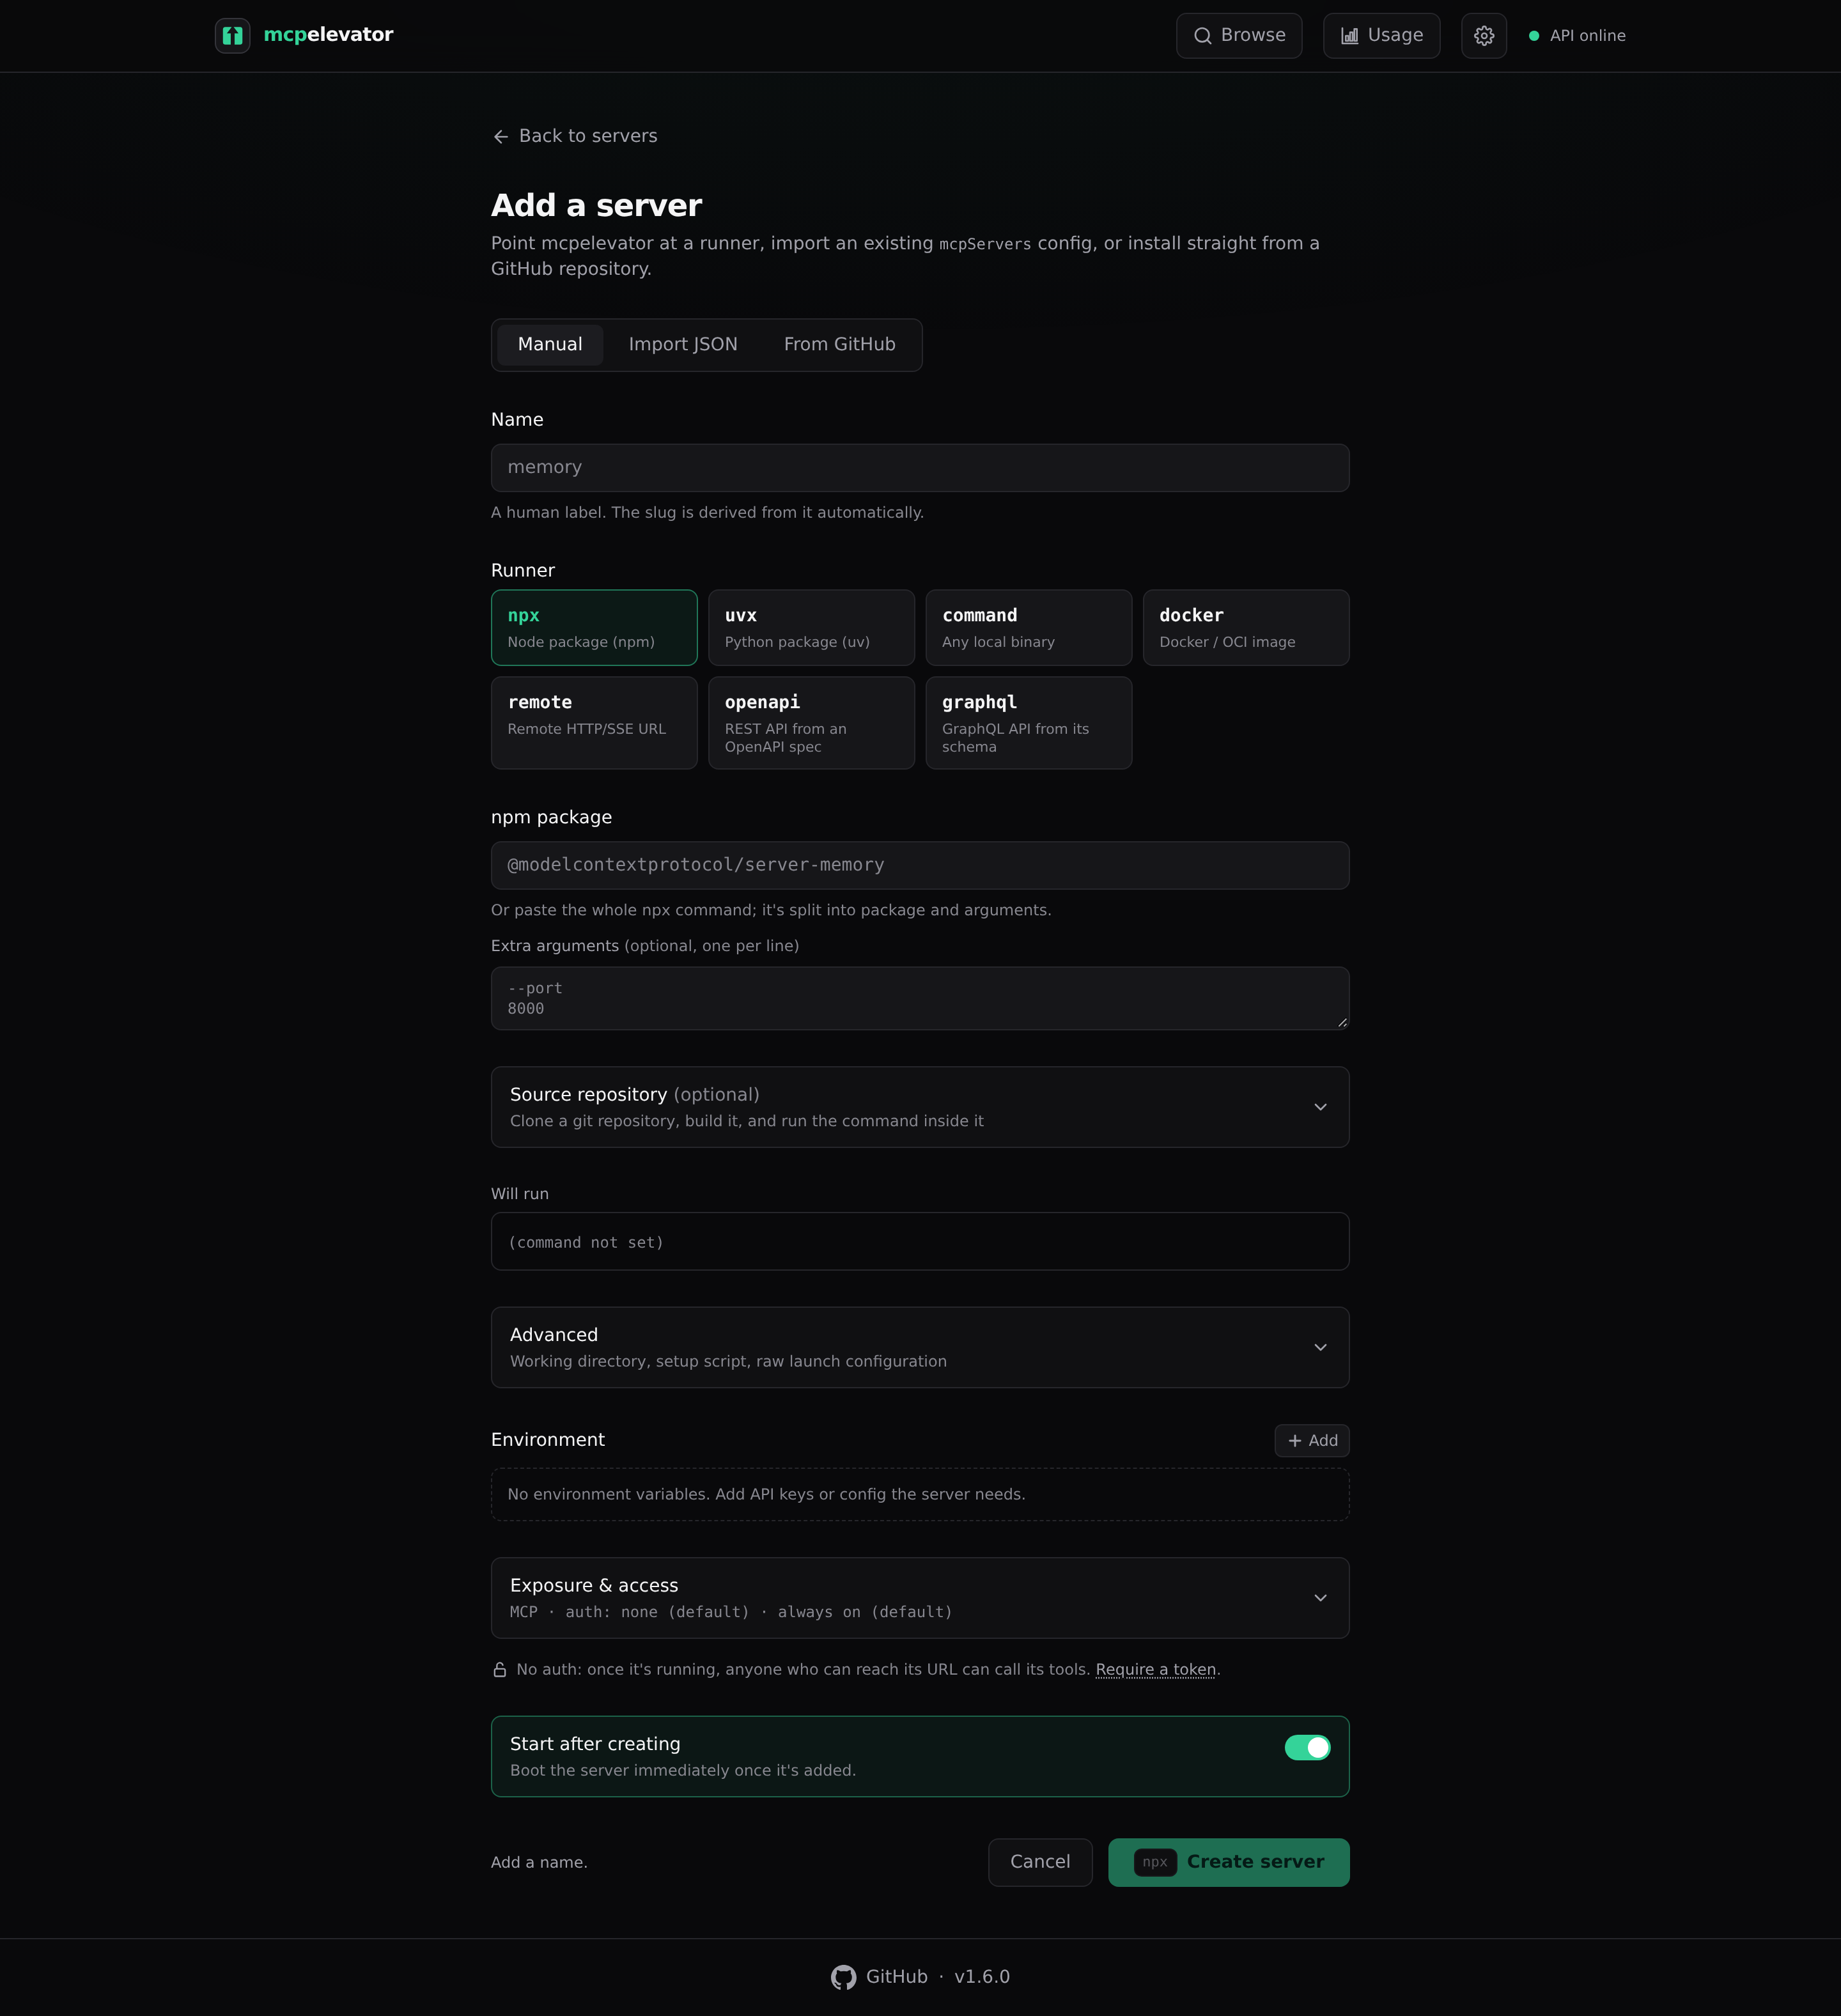 mcpelevator
Browse
Usage
API online
Back to servers
Add a server
Point mcpelevator at a runner, import an existing mcpServers config, or install straight from a
GitHub repository.
Manual
Import JSON
From GitHub
Name
memory
A human label. The slug is derived from it automatically.
Runner
npx
Node package (npm)
uvx
Python package (uv)
command
Any local binary
docker
Docker / OCI image
remote
Remote HTTP/SSE URL
openapi
REST API from an
OpenAPI spec
graphql
GraphQL API from its
schema
npm package
@modelcontextprotocol/server-memory
Or paste the whole npx command; it's split into package and arguments.
Extra arguments (optional, one per line)
--port
8000
Source repository (optional)
Clone a git repository, build it, and run the command inside it
Will run
(command not set)
Advanced
Working directory, setup script, raw launch configuration
Environment
Add
No environment variables. Add API keys or config the server needs.
Exposure & access
MCP · auth: none (default) · always on (default)
No auth: once it's running, anyone who can reach its URL can call its tools. Require a token.
Start after creating
Boot the server immediately once it's added.
Add a name.
Cancel
npx Create server
GitHub · v1.6.0